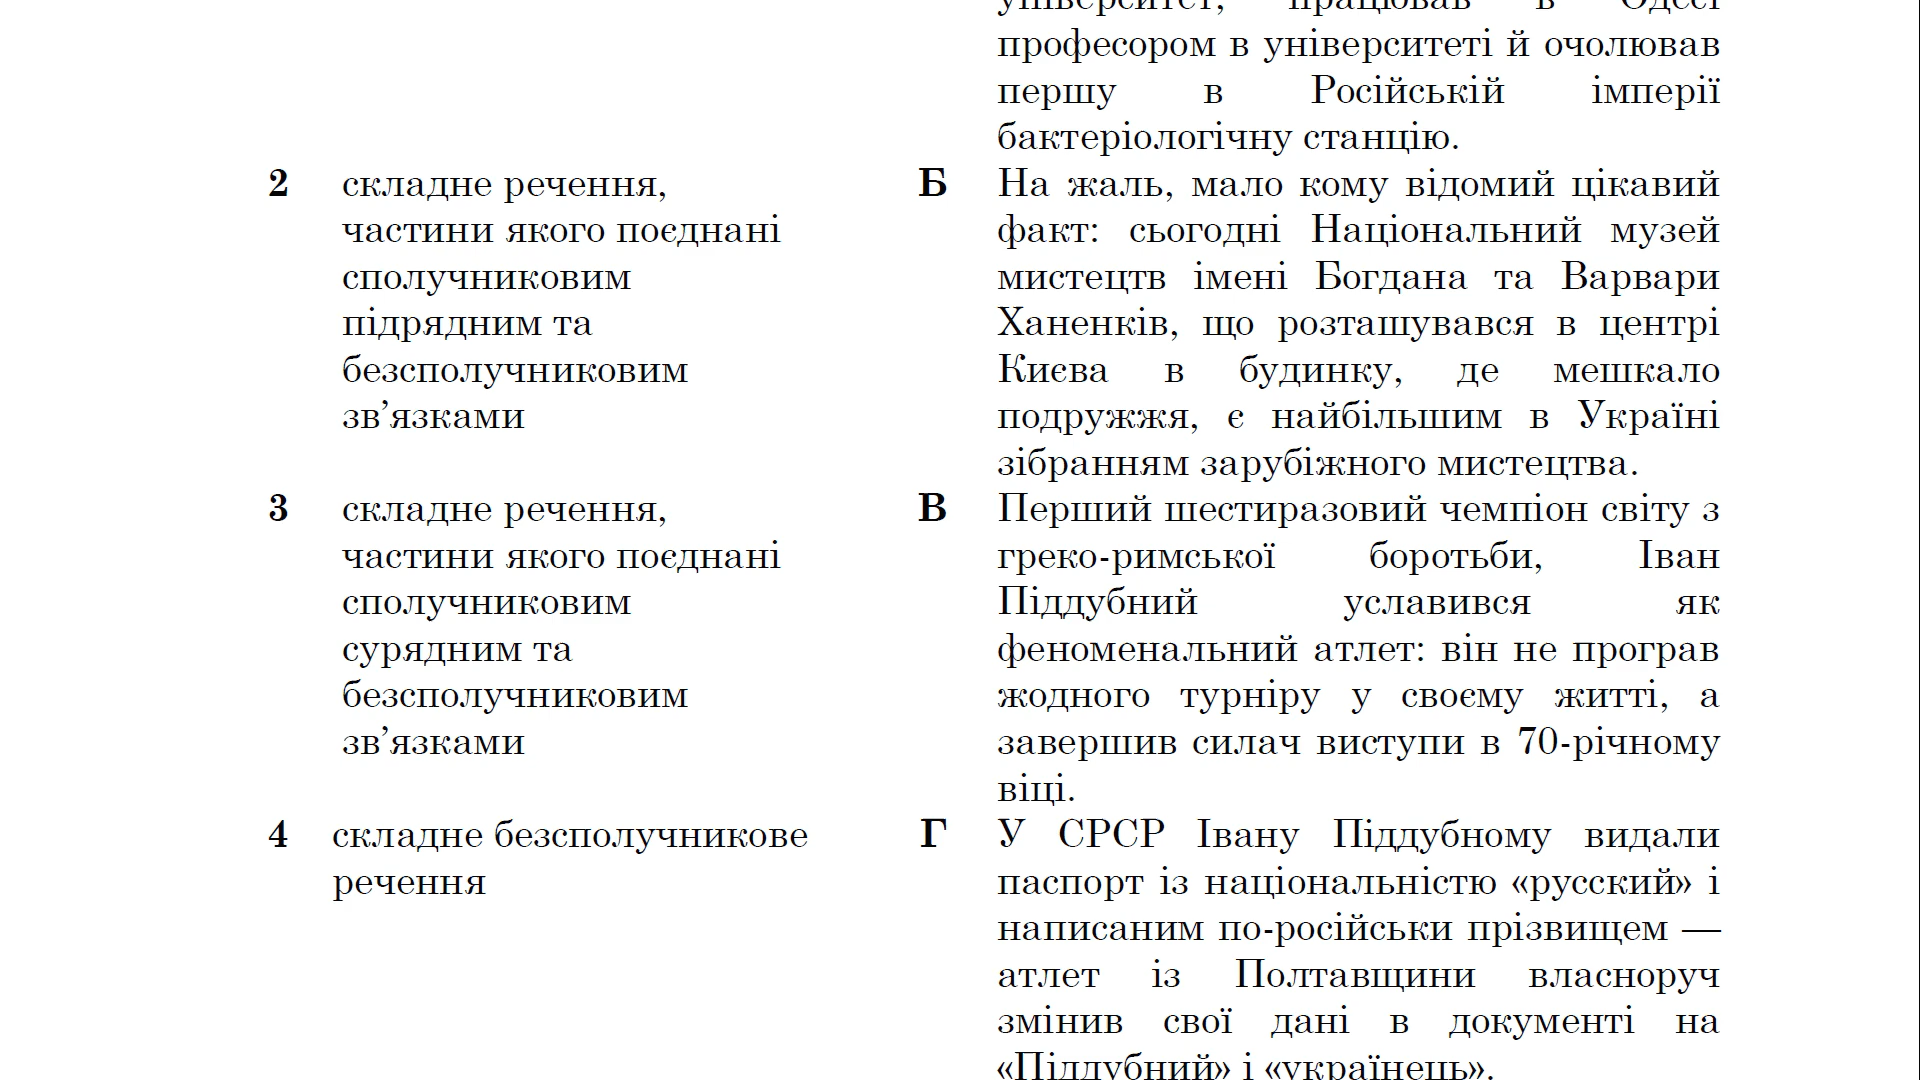 університет, працював в Одесі
професором в університеті й очолював
першу в Російській імперії
бактеріологічну станцію.
2 складне речення,
частини якого поєднані
сполучниковим
підрядним та
безсполучниковим
зв’язками
Б На жаль, мало кому відомий цікавий
факт: сьогодні Національний музей
мистецтв імені Богдана та Варвари
Ханенків, що розташувався в центрі
Києва в будинку, де мешкало
подружжя, є найбільшим в Україні
зібранням зарубіжного мистецтва.
3 складне речення,
частини якого поєднані
сполучниковим
сурядним та
безсполучниковим
зв’язками
В Перший шестиразовий чемпіон світу з
греко-римської боротьби, Іван
Піддубний уславився як
феноменальний атлет: він не програв
жодного турніру у своєму житті, а
завершив силач виступи в 70-річному
віці.
4 складне безсполучникове
речення
Г У СРСР Івану Піддубному видали
паспорт із національністю «русский» і
написаним по-російськи прізвищем —
атлет із Полтавщини власноруч
змінив свої дані в документі на
«Піддубний» і «українець».